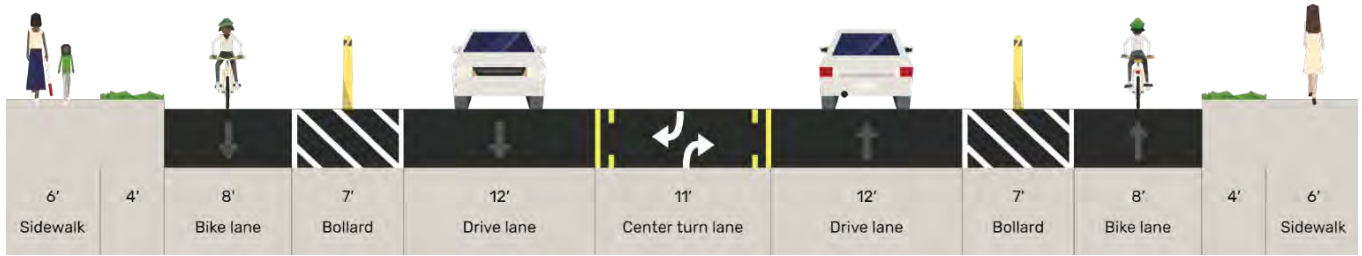 6' 4' 8' 7' 12' 11' 12' 7' 8' 4' 6'
Sidewalk Bike lane Bollard Drive lane Center turn lane Drive lane Bollard Bike lane Sidewalk